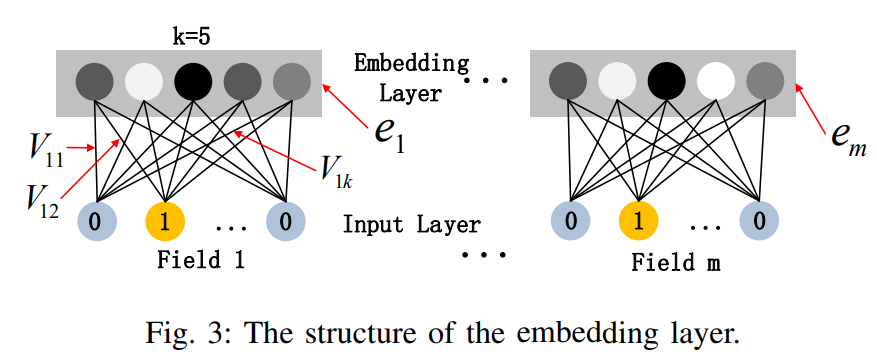 k=5
Embedding
Layer
...
e1
em
V11
V12
V1k
0 1 ... 0
Input Layer
0 1 ... 0
Field 1
...
Field m
Fig. 3: The structure of the embedding layer.